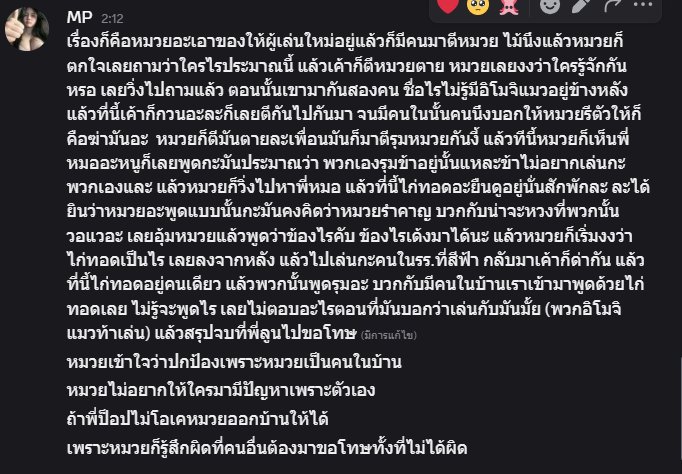 MP 2:12
เรื่องก็คือหมวยอะเอาของให้ผู้เล่นใหม่อยู่แล้วก็มีคนมาตีหมวย ไม้นึงแล้วหมวยก็
ตกใจเลยถามว่าใครไรประมาณนี้ แล้วเค้าก็ตีหมวยตาย หมวยเลยงงว่าใครรู้จักกัน
หรอ เลยวิ่งไปถามแล้ว ตอนนั้นเขามากันสองคน ชื่อไรไม่รู้มีอิโมจิแมวอยู่ข้างหลัง
แล้วที่นี้เค้าก็กวนอะละก็เลยตีกันไปกันมา จนมีคนในนั้นคนนึงบอกให้หมวยรีตัวให้ก็
คือฆ่ามันอะ หมวยก็ตีมันตายละเพื่อนมันก็มาตีรุมหมวยกันงี้ แล้วทีนี้หมวยก็เห็นพี่
หมออะหนูก็เลยพูดกะมันประมาณว่า พวกเองรุมข้าอยู่นั้นแหละข้าไม่อยากเล่นกะ
พวกเองและ แล้วหมวยก็วิ่งไปหาพี่หมอ แล้วที่นี้ไก่ทอดอะยืนดูอยู่นั่นสักพักละ ละได้
ยินว่าหมวยอะพูดแบบนั้นกะมันคงคิดว่าหมวยรำคาญ บวกกับน่าจะหวงที่พวกนั้น
วอแวอะ เลยอุ้มหมวยแล้วพูดว่าข้องไรคับ ข้องไรเด้งมาได้นะ แล้วหมวยก็เริ่มงงว่า
ไก่ทอดเป็นไร เลยลงจากหลัง แล้วไปเล่นกะคนในรร.ที่สีฟ้า กลับมาเค้าก็ด่ากัน แล้ว
ที่นี้ไก่ทอดอยู่คนเดียว แล้วพวกนั้นพูดรุมอะ บวกกับมีคนในบ้านเราเข้ามาพูดด้วยไก่
ทอดเลย ไม่รู้จะพูดไร เลยไม่ตอบอะไรตอนที่มันบอกว่าเล่นกับมันมั้ย (พวกอิโมจิ
แมวท้าเล่น) แล้วสรุปจบที่พี่ลูนไปขอโทษ (มีการแก้ไข)
หมวยเข้าใจว่าปกป้องเพราะหมวยเป็นคนในบ้าน
หมวยไม่อยากให้ใครมามีปัญหาเพราะตัวเอง
ถ้าพี่ป๊อปไม่โอเคหมวยออกบ้านให้ได้
เพราะหมวยก็รู้สึกผิดที่คนอื่นต้องมาขอโทษทั้งที่ไม่ได้ผิด